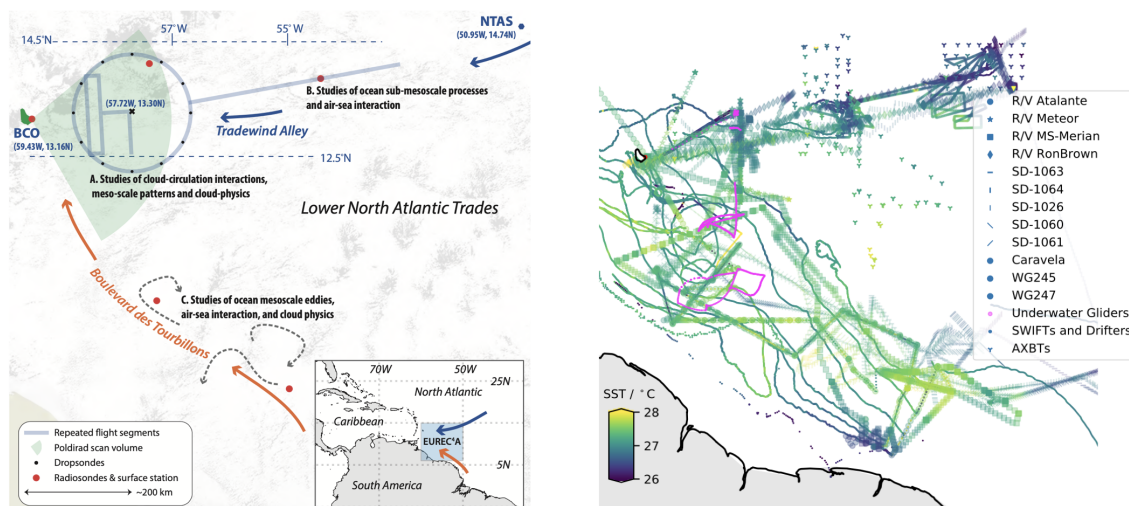 57°W
55°W
NTAS
(50.95W, 14.74N)
14.5°N
(57.72W, 13.30N)
B. Studies of ocean sub-mesoscale processes
and air-sea interaction
BCO
(59.43W, 13.16N)
Tradewind Alley
12.5°N
A. Studies of cloud-circulation interactions,
meso-scale patterns and cloud-physics
Lower North Atlantic Trades
Boulevard des Tourbillons
C. Studies of ocean mesoscale eddies,
air-sea interaction, and cloud physics
Repeated flight segments
Poldirad scan volume
Dropsondes
Radiosondes & surface station
~200 km
70°W
50°W
25°N
North Atlantic
Caribbean
EUREC⁴A
5°N
South America
R/V Atalante
R/V Meteor
R/V MS-Merian
R/V RonBrown
SD-1063
SD-1064
SD-1026
SD-1060
SD-1061
Caravela
WG245
WG247
Underwater Gliders
SWIFTs and Drifters
AXBTs
SST / °C
28
27
26